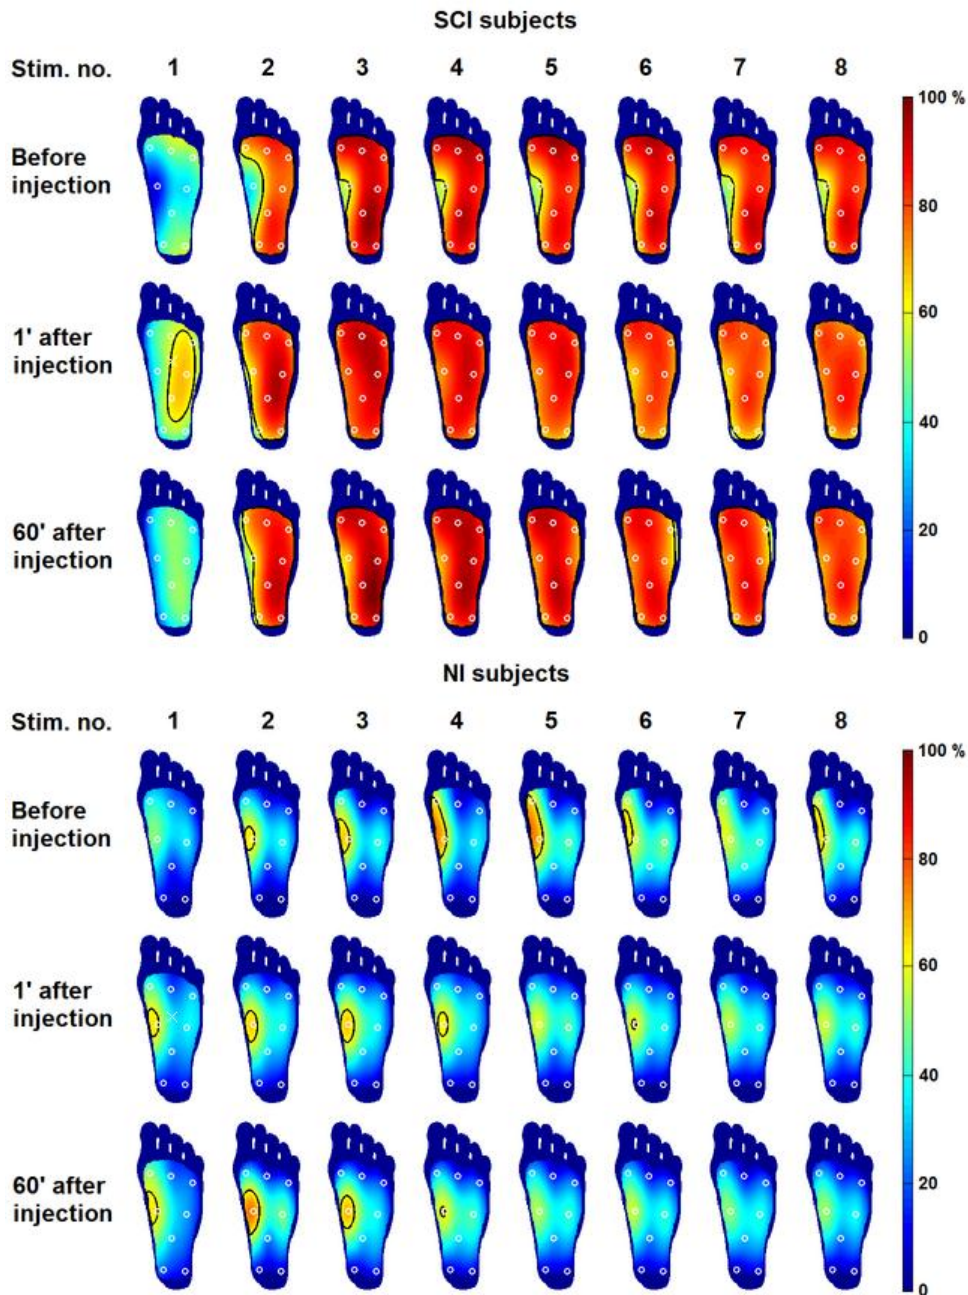 SCI subjects
Stim. no. 1 2 3 4 5 6 7 8
100 %
Before
injection
80
1' after
injection
60
40
60' after
injection
20
0
NI subjects
Stim. no. 1 2 3 4 5 6 7 8
100 %
Before
injection
80
60
1' after
injection
40
60' after
injection
20
0